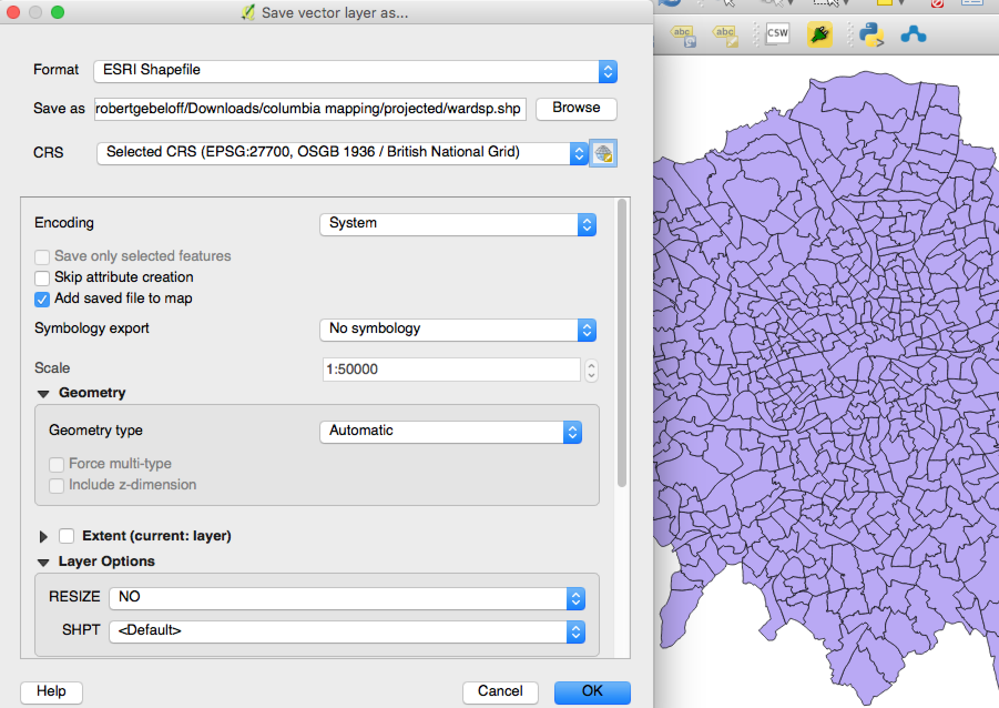 Save vector layer as...
abc abc CSW
Format ESRI Shapefile
Save as robertgebeloff/Downloads/columbia mapping/projected/wardsp.shp Browse
CRS Selected CRS (EPSG:27700, OSGB 1936 / British National Grid)
Encoding System
Save only selected features
Skip attribute creation
Add saved file to map
Symbology export No symbology
Scale 1:50000
Geometry
Geometry type Automatic
Force multi-type
Include z-dimension
Extent (current: layer)
Layer Options
RESIZE NO
SHPT <Default>
Help Cancel OK